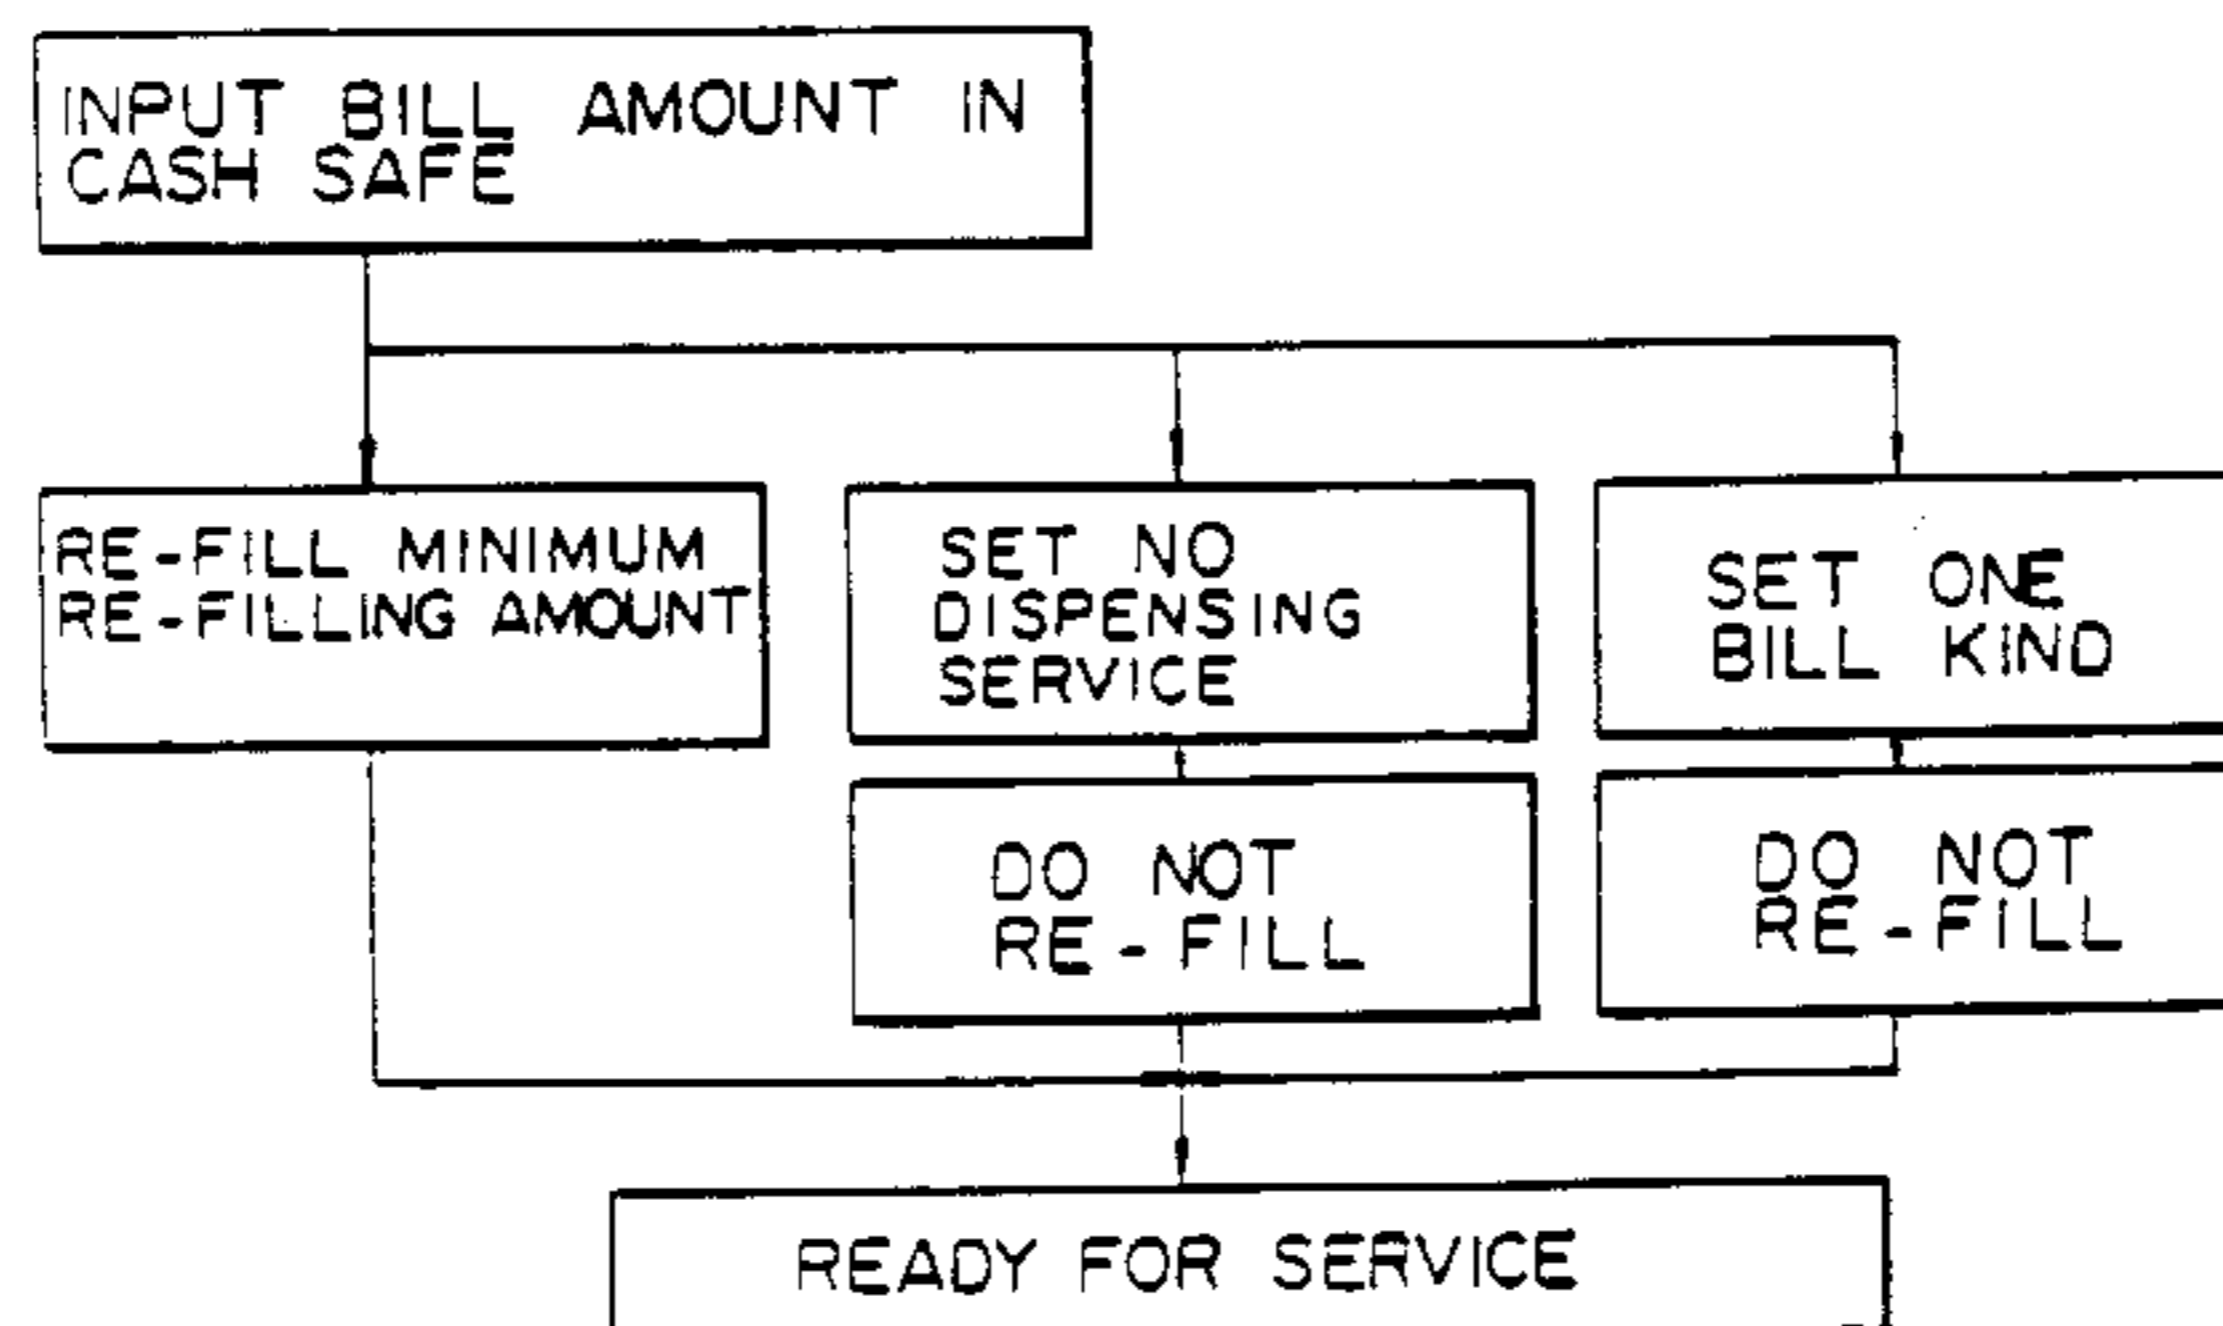 INPUT BILL AMOUNT IN
CASH SAFE
RE-FILL MINIMUM
RE-FILLING AMOUNT
SET NO
DISPENSING
SERVICE
SET ONE
BILL KIND
DO NOT
RE-FILL
DO NOT
RE-FILL
READY FOR SERVICE